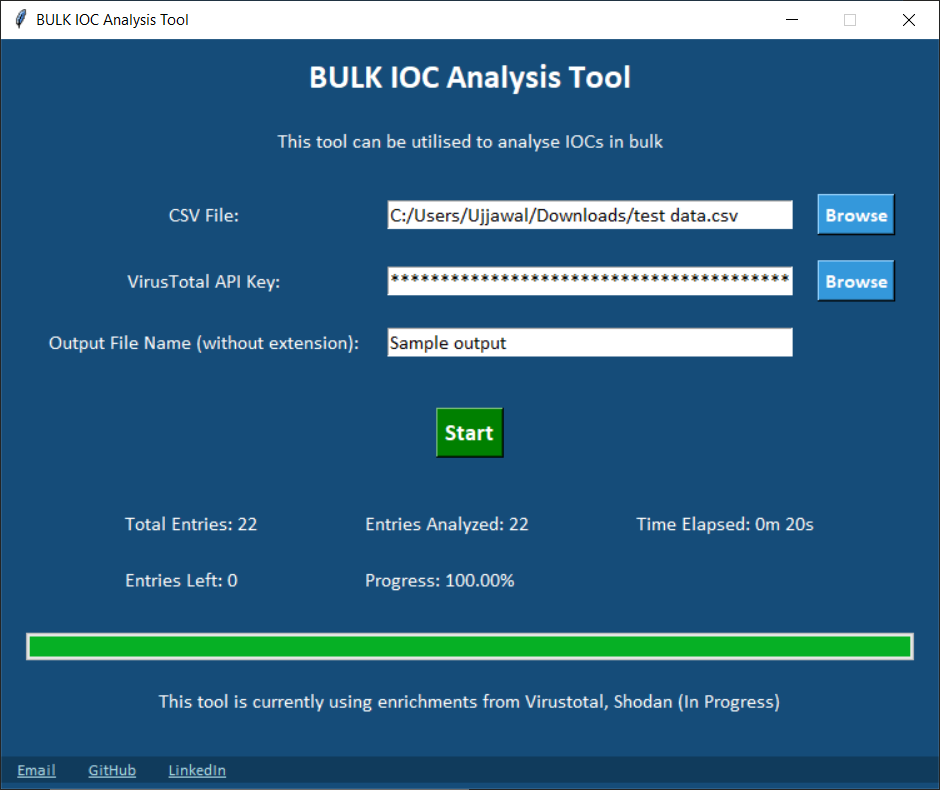 BULK IOC Analysis Tool
BULK IOC Analysis Tool
This tool can be utilised to analyse IOCs in bulk
CSV File: C:/Users/Ujjawal/Downloads/test data.csv Browse
VirusTotal API Key: **************************************** Browse
Output File Name (without extension): Sample output
Start
Total Entries: 22 Entries Analyzed: 22 Time Elapsed: 0m 20s
Entries Left: 0 Progress: 100.00%
This tool is currently using enrichments from Virustotal, Shodan (In Progress)
Email GitHub LinkedIn